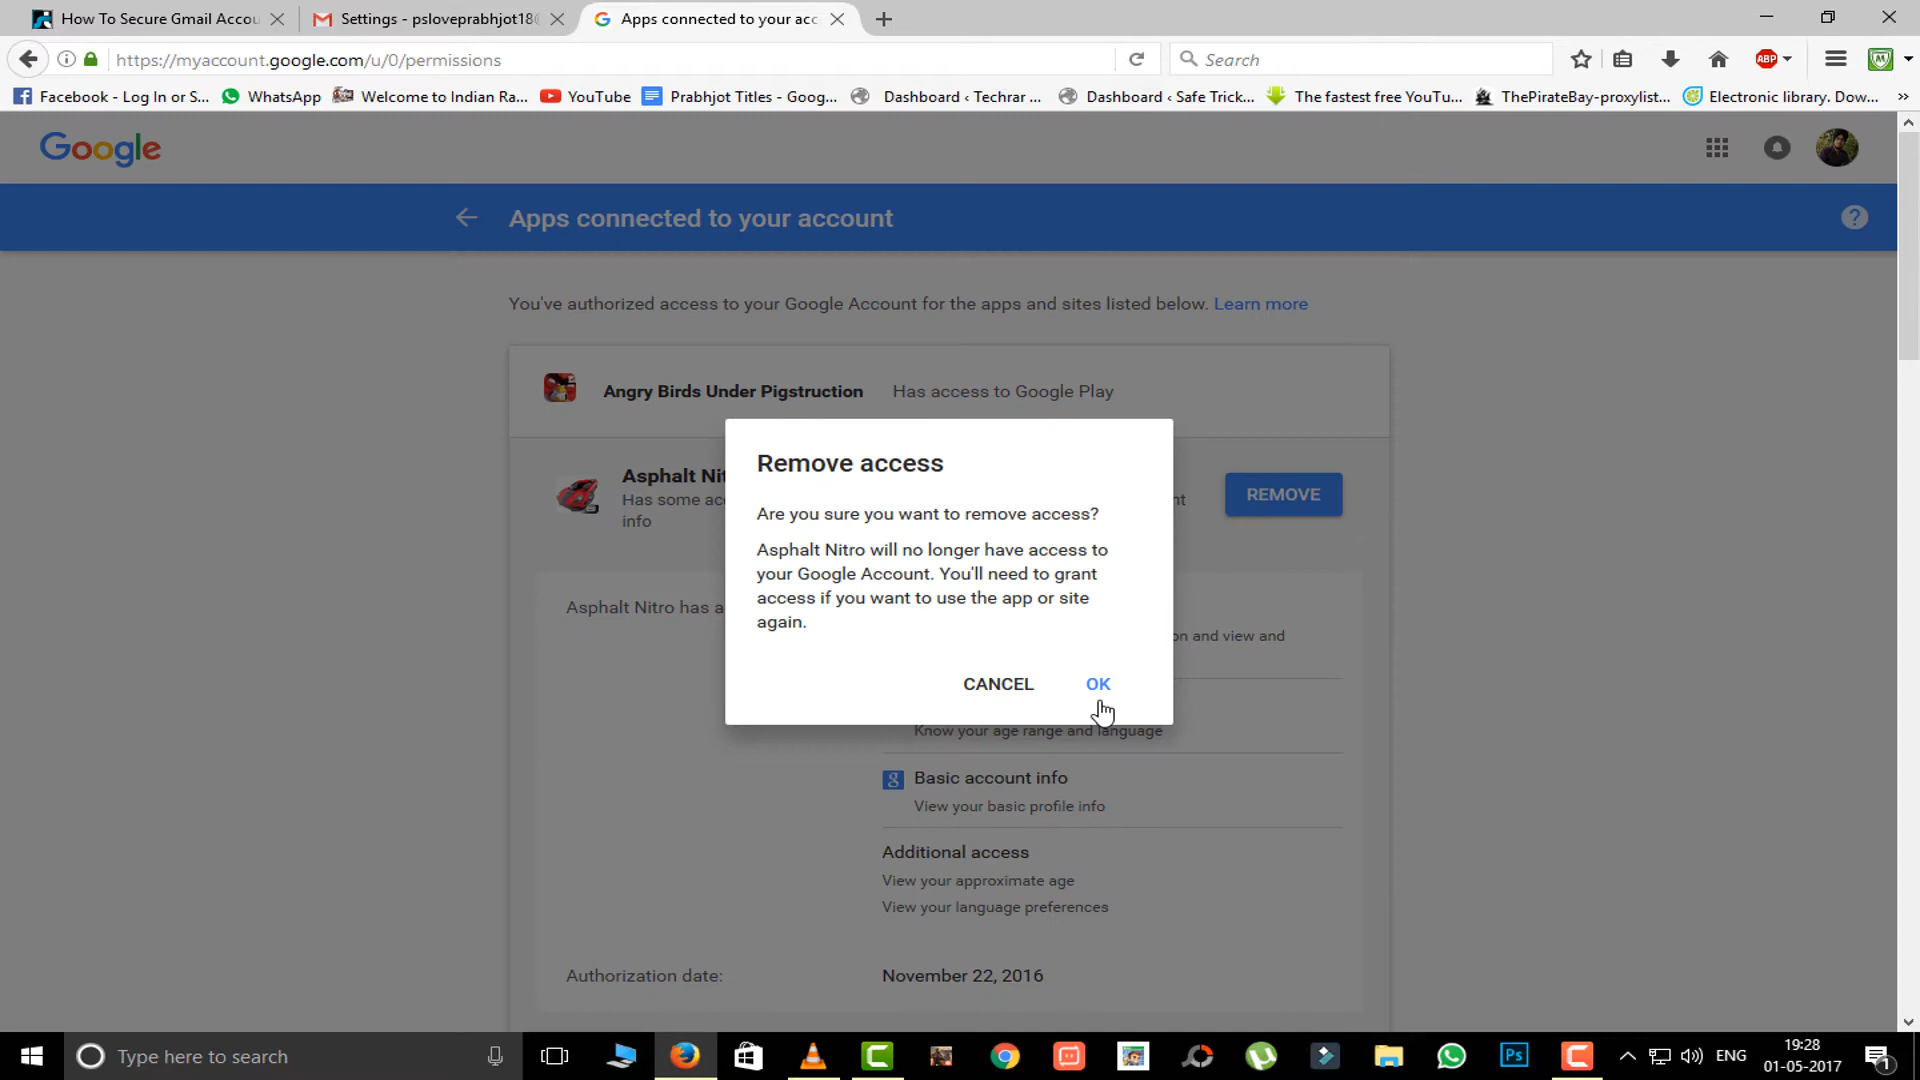 How To Secure Gmail Accou
Settings - psloveprabhjot18@
Apps connected to your acc
https://myaccount.google.com/u/0/permissions
Search
ABP
Facebook - Log In or S...
WhatsApp
Welcome to Indian Ra...
YouTube
Prabhjot Titles - Goog...
Dashboard ‹ Techrar ...
Dashboard ‹ Safe Trick...
The fastest free YouTu...
ThePirateBay-proxylist...
Electronic library. Dow...
Google
Apps connected to your account
You've authorized access to your Google Account for the apps and sites listed below. Learn more
Angry Birds Under Pigstruction Has access to Google Play
Asphalt Nit
Has some acc
info
nt
REMOVE
Remove access
Are you sure you want to remove access?
Asphalt Nitro will no longer have access to
your Google Account. You'll need to grant
access if you want to use the app or site
again.
CANCEL OK
Asphalt Nitro has a
on and view and
Know your age range and language
Basic account info
View your basic profile info
Additional access
View your approximate age
View your language preferences
Authorization date: November 22, 2016
Type here to search
Ps
ENG
19:28
01-05-2017
1